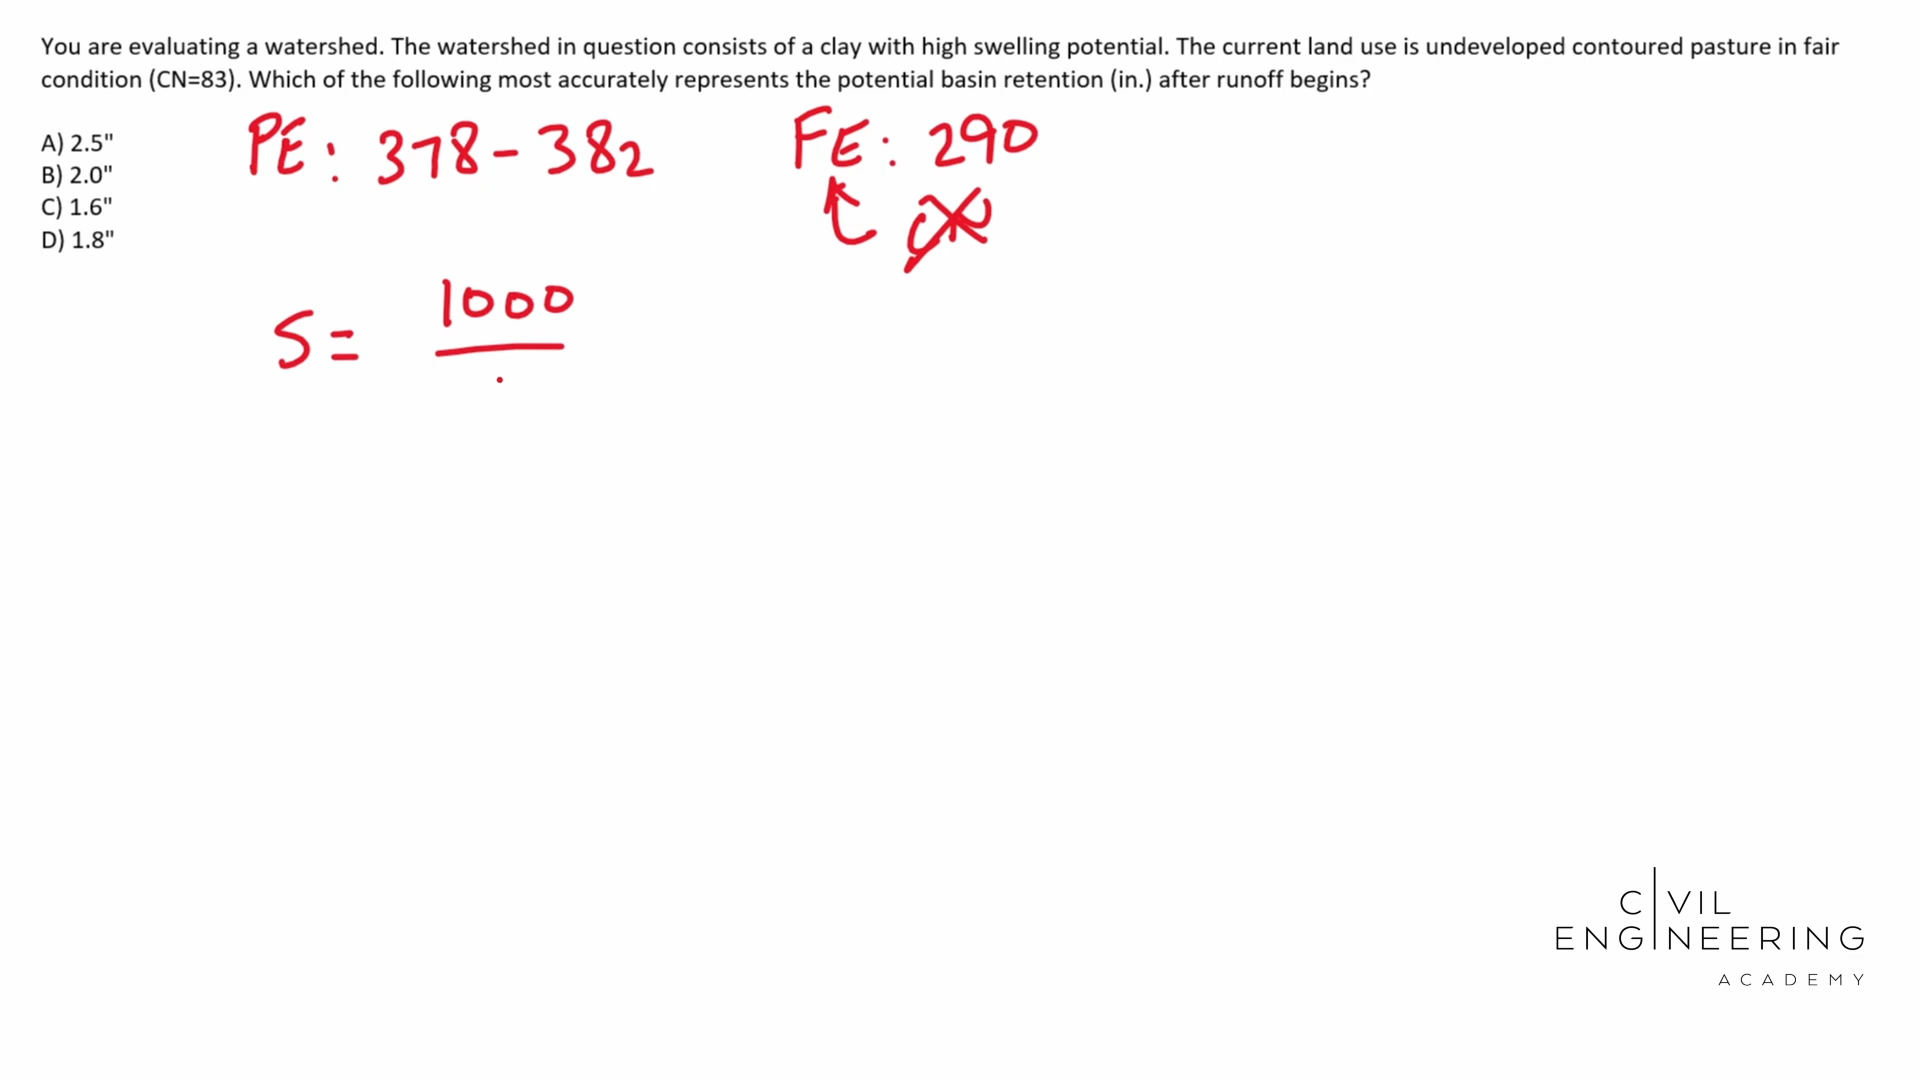 You are evaluating a watershed. The watershed in question consists of a clay with high swelling potential. The current land use is undeveloped contoured pasture in fair
condition (CN=83). Which of the following most accurately represents the potential basin retention (in.) after runoff begins?
A) 2.5"
B) 2.0"
C) 1.6"
D) 1.8"
PE: 378-382
FE: 290
S = 1000
CIVIL
ENGINEERING
ACADEMY